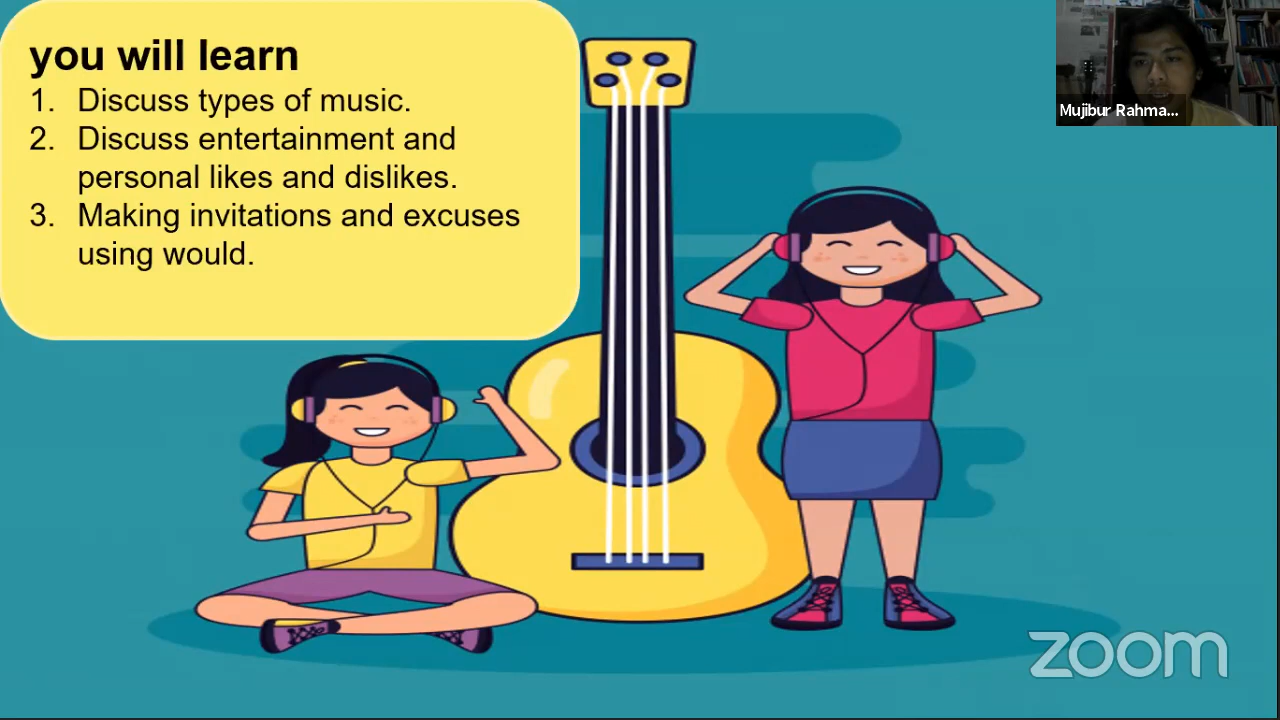 you will learn
1. Discuss types of music.
2. Discuss entertainment and
personal likes and dislikes.
3. Making invitations and excuses
using would.
Mujibur Rahma...
zoom